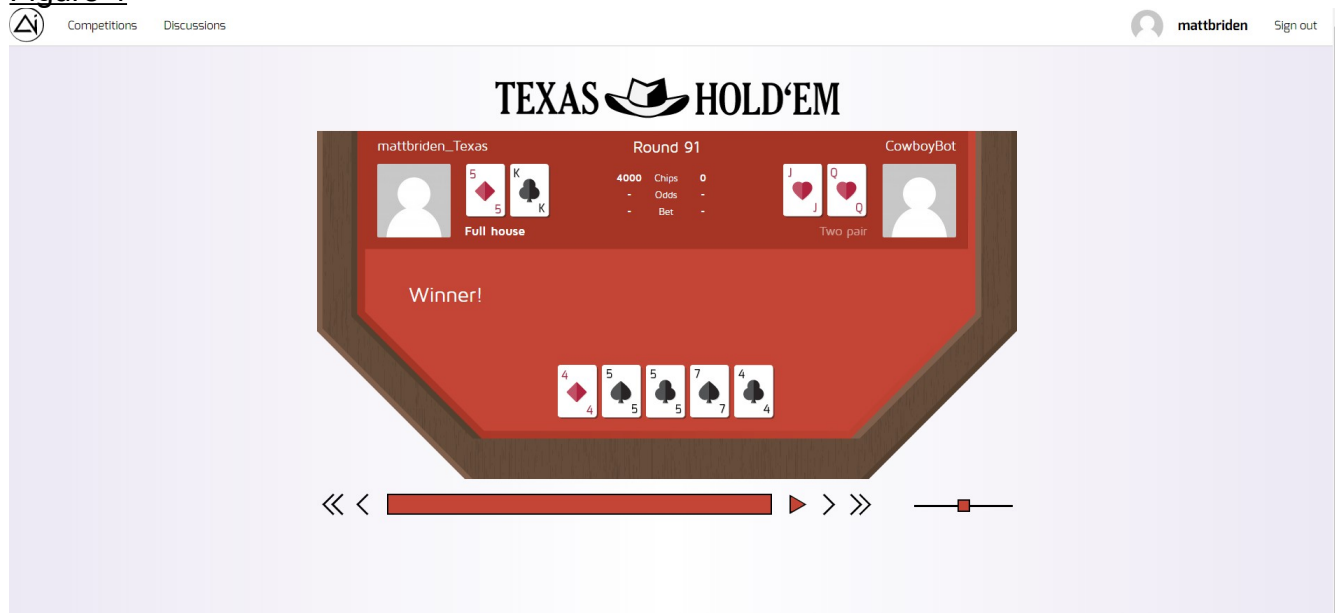 Competitions Discussions mattbriden Sign out
TEXAS HOLD'EM
mattbriden_Texas Round 91 CowboyBot
5 5 K K
4000 Chips 0
- Odds -
- Bet -
J J Q Q
Full house Two pair
Winner!
4 4 5 5 5 5 7 7 4 4